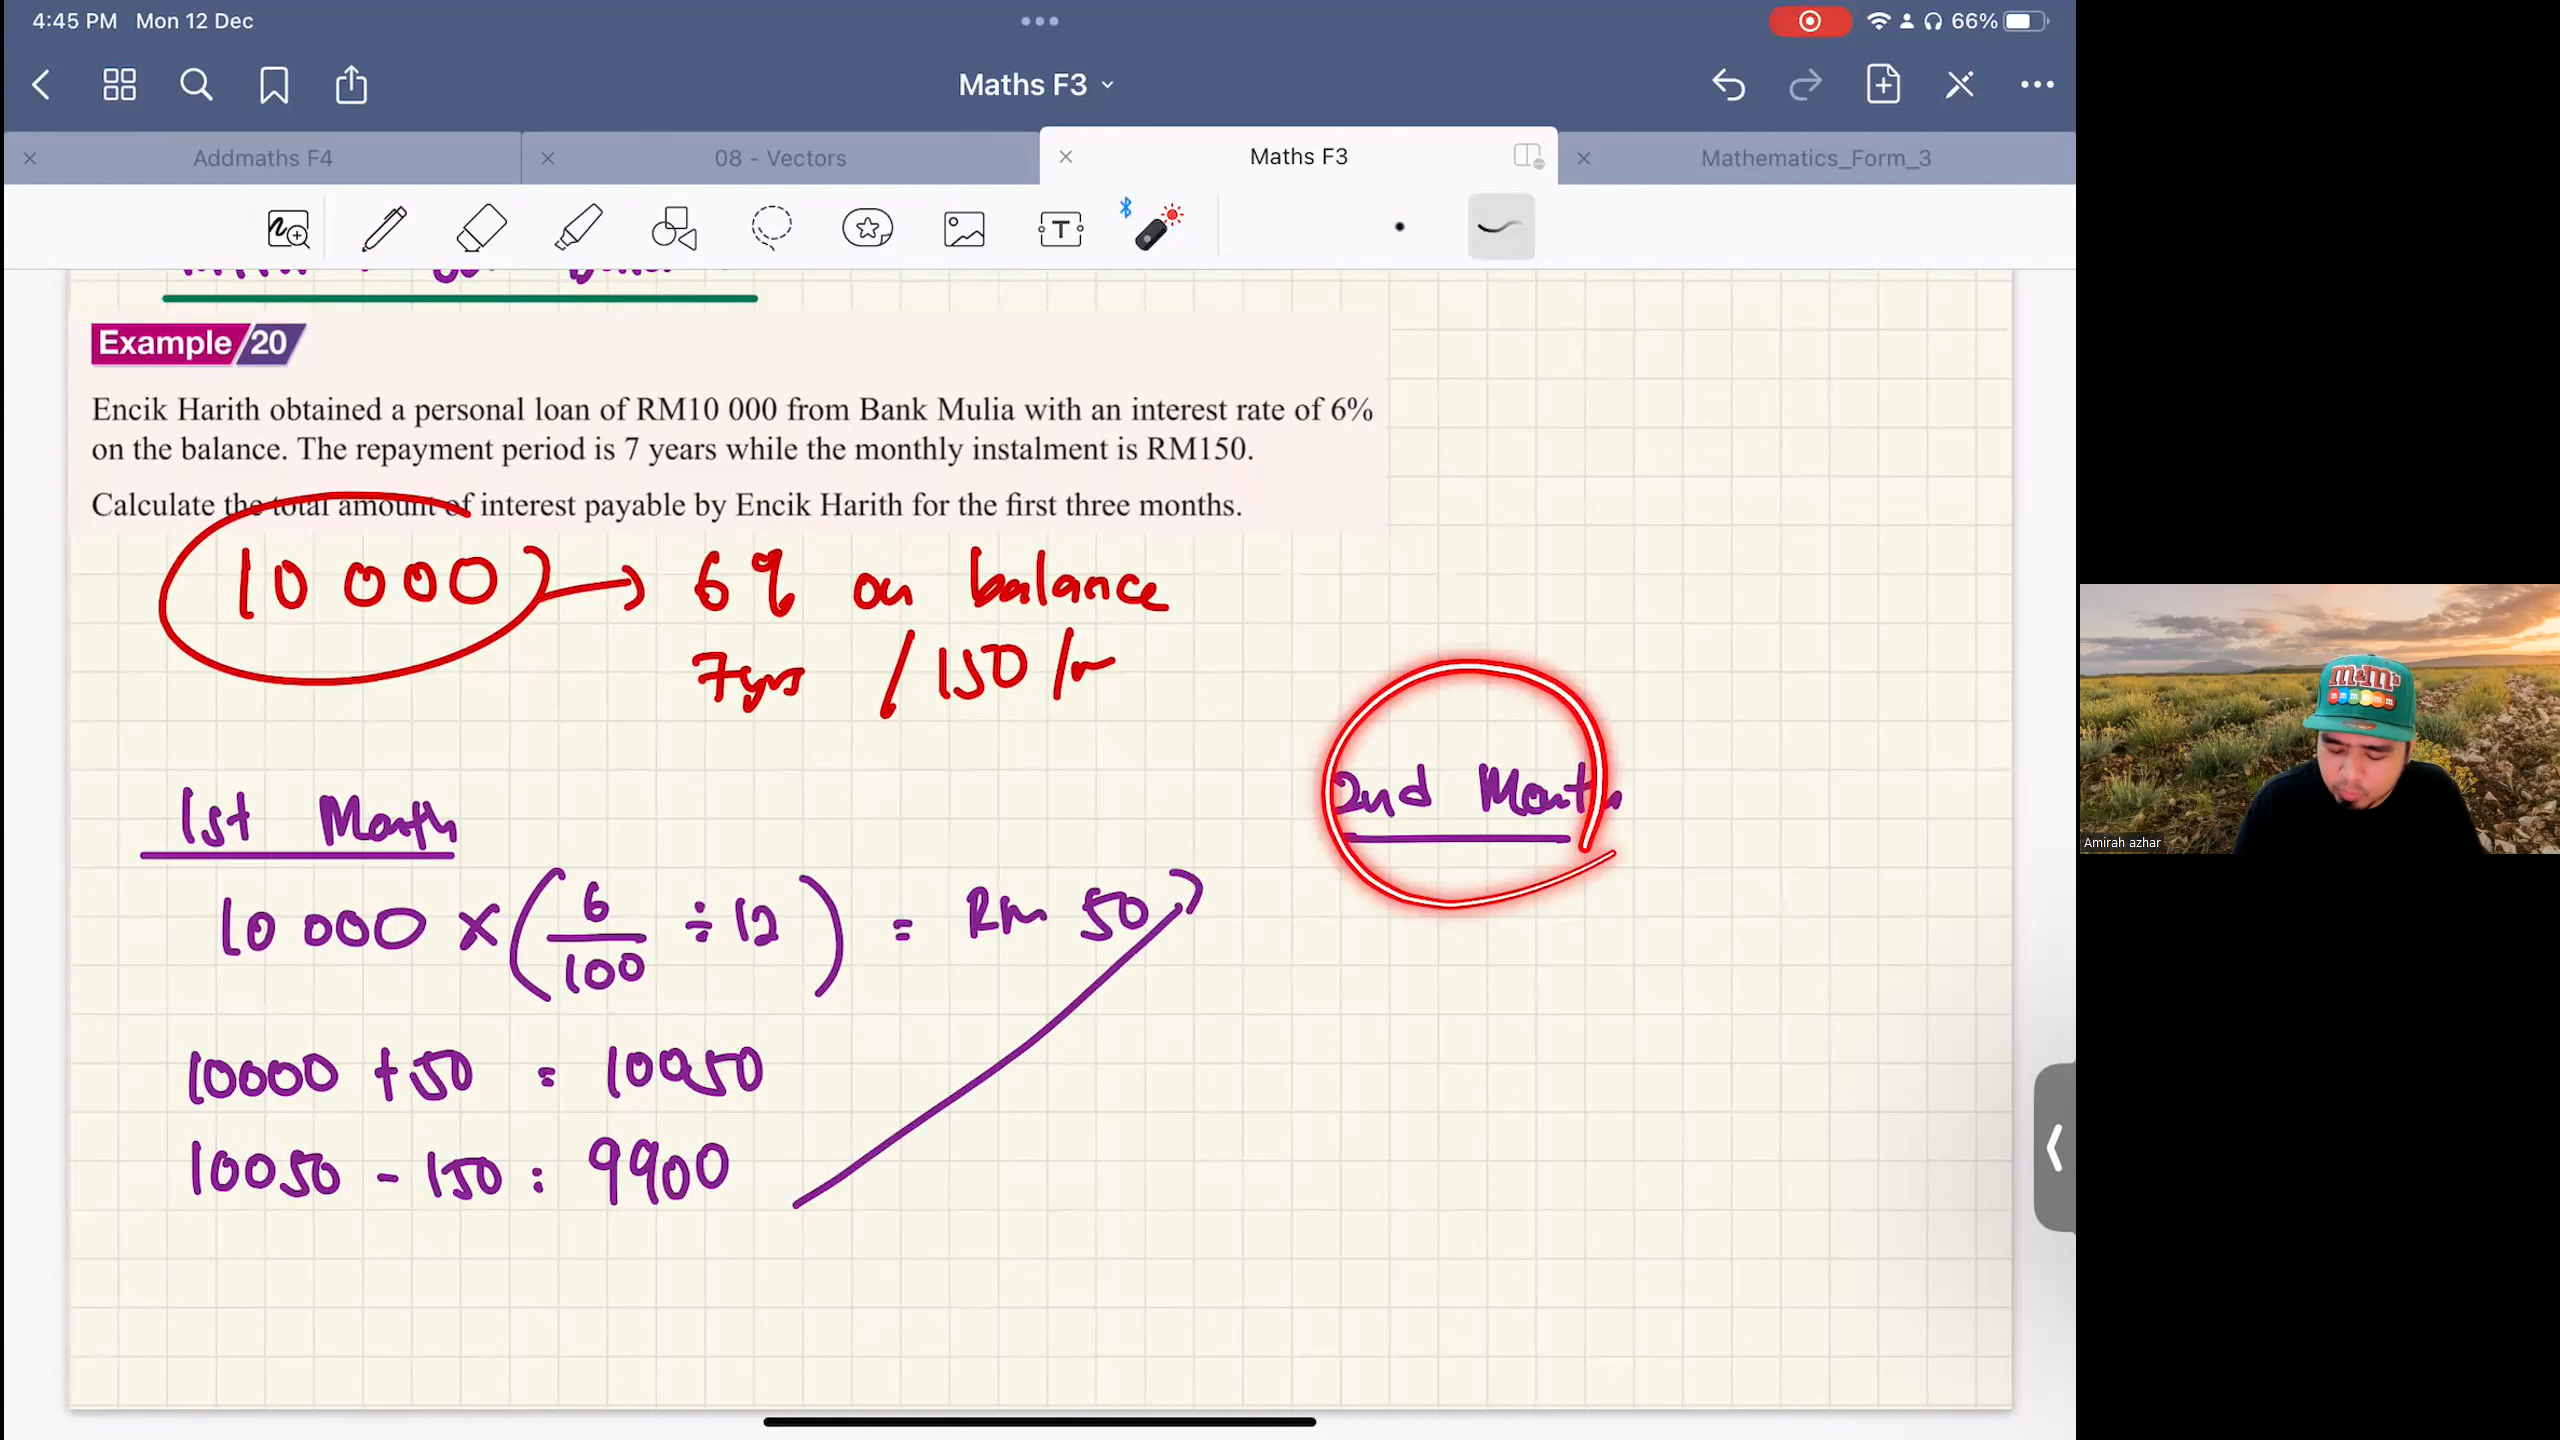 4:45 PM Mon 12 Dec
66%
Maths F3
Addmaths F4
08 - Vectors
Maths F3
Mathematics_Form_3
Example 20
Encik Harith obtained a personal loan of RM10 000 from Bank Mulia with an interest rate of 6%
on the balance. The repayment period is 7 years while the monthly instalment is RM150.
Calculate the total amount of interest payable by Encik Harith for the first three months.
10 000 → 6% on balance
7yrs / 150 /m
1st Month
2nd Month
10 000 × ( 6/100 ÷ 12 ) = RM 50
10000 + 50 = 10050
10050 - 150 = 9900
m&m's
Amirah azhar